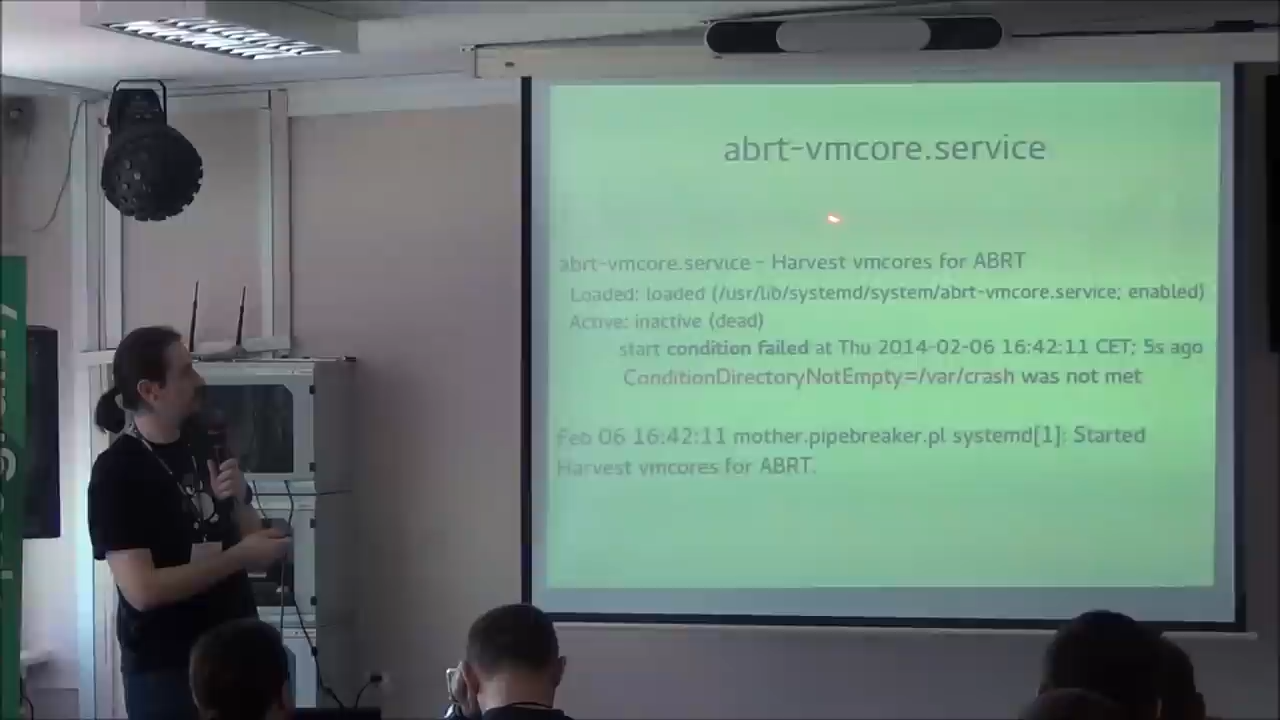 abrt-vmcore.service
abrt-vmcore.service - Harvest vmcores for ABRT
Loaded: loaded (/usr/lib/systemd/system/abrt-vmcore.service; enabled)
Active: inactive (dead)
start condition failed at Thu 2014-02-06 16:42:11 CET; 5s ago
ConditionDirectoryNotEmpty=/var/crash was not met
Feb 06 16:42:11 mother.pipebreaker.pl systemd[1]: Started
Harvest vmcores for ABRT.